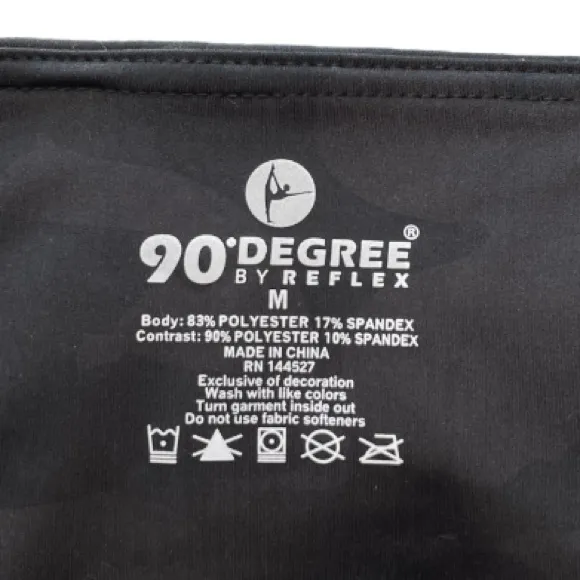 90°DEGREE®
BY REFLEX
M
Body: 83% POLYESTER 17% SPANDEX
Contrast: 90% POLYESTER 10% SPANDEX
MADE IN CHINA
RN 144527
Exclusive of decoration
Wash with like colors
Turn garment inside out
Do not use fabric softeners